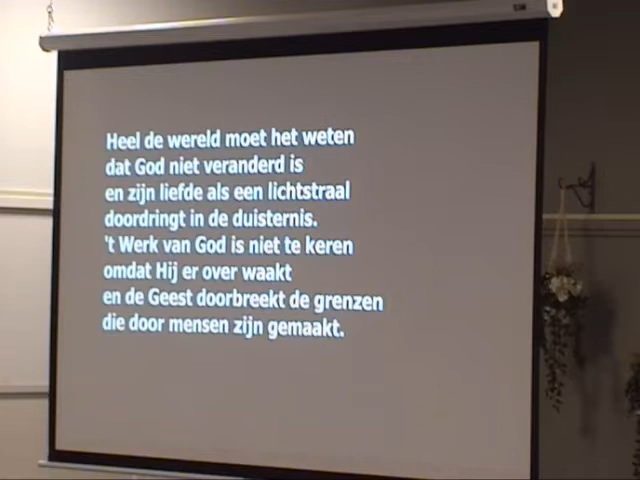 Heel de wereld moet het weten
dat God niet veranderd is
en zijn liefde als een lichtstraal
doordringt in de duisternis.
't Werk van God is niet te keren
omdat Hij er over waakt
en de Geest doorbreekt de grenzen
die door mensen zijn gemaakt.